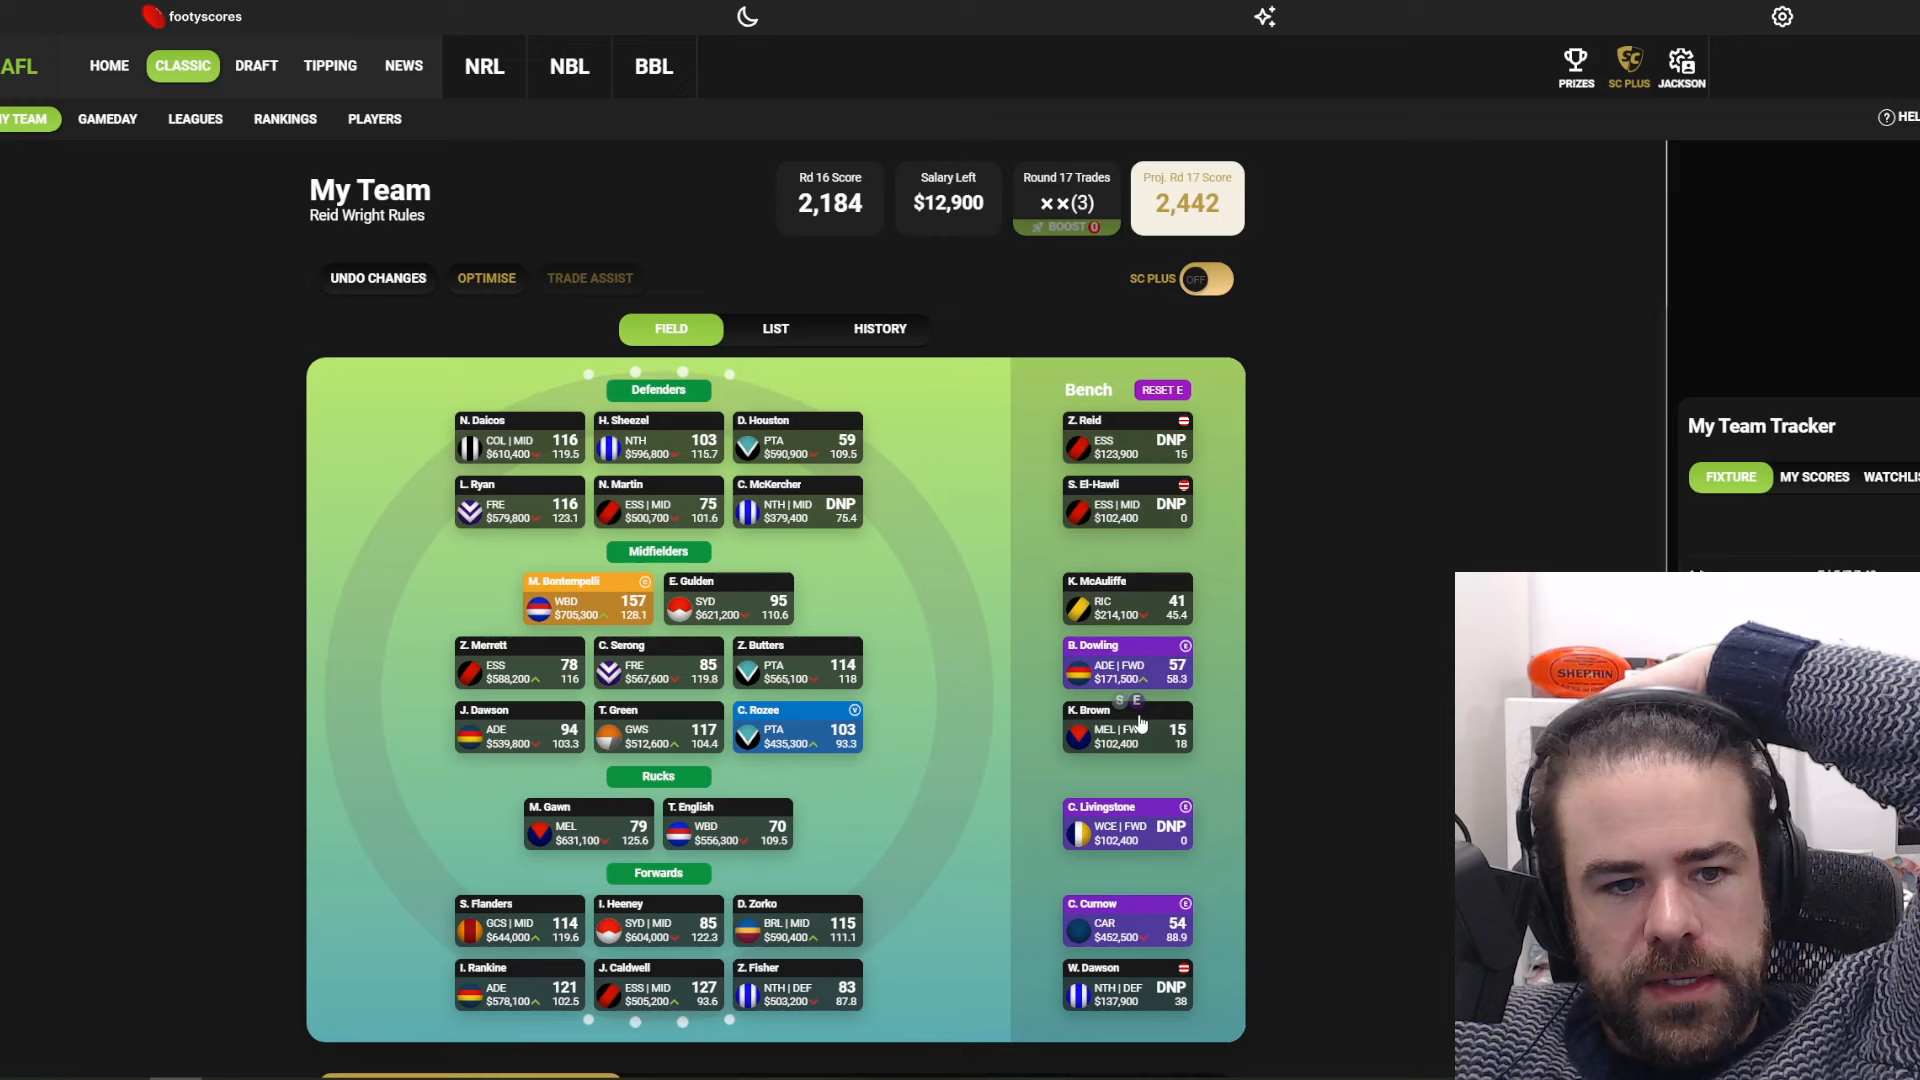 footyscores
AFL
HOME
CLASSIC
DRAFT
TIPPING
NEWS
NRL
NBL
BBL
PRIZES
SC PLUS
JACKSON
MY TEAM
GAMEDAY
LEAGUES
RANKINGS
PLAYERS
HEL
My Team
Reid Wright Rules
Rd 16 Score
2,184
Salary Left
$12,900
Round 17 Trades
××(3)
BOOST 0
Proj. Rd 17 Score
2,442
UNDO CHANGES
OPTIMISE
TRADE ASSIST
SC PLUS OFF
FIELD
LIST
HISTORY
Defenders
N. Daicos
COL | MID 116
$610,400 119.5
H. Sheezel
NTH 103
$596,800 115.7
D. Houston
PTA 59
$590,900 109.5
L. Ryan
FRE 116
$579,800 123.1
N. Martin
ESS | MID 75
$500,700 101.6
C. McKercher
NTH | MID DNP
$379,400 75.4
Midfielders
M. Bontempelli C
WBD 157
$705,300 128.1
E. Gulden
SYD 95
$621,200 110.6
Z. Merrett
ESS 78
$588,200 116
C. Serong
FRE 85
$567,600 119.8
Z. Butters
PTA 114
$565,100 118
J. Dawson
ADE 94
$539,800 103.3
T. Green
GWS 117
$512,600 104.4
C. Rozee V
PTA 103
$435,300 93.3
Rucks
M. Gawn
MEL 79
$631,100 125.6
T. English
WBD 70
$556,300 109.5
Forwards
S. Flanders
GCS | MID 114
$644,000 119.6
I. Heeney
SYD | MID 85
$604,000 122.3
D. Zorko
BRL | MID 115
$590,400 111.1
I. Rankine
ADE 121
$578,100 102.5
J. Caldwell
ESS | MID 127
$505,200 93.6
Z. Fisher
NTH | DEF 83
$503,200 87.8
Bench
RESET E
Z. Reid
ESS DNP
$123,900 15
S. El-Hawli
ESS | MID DNP
$102,400 0
K. McAuliffe
RIC 41
$214,100 45.4
B. Dowling E
ADE | FWD 57
$171,500 58.3
S E
K. Brown
MEL | FW 15
$102,400 18
C. Livingstone E
WCE | FWD DNP
$102,400 0
C. Curnow E
CAR 54
$452,500 88.9
W. Dawson
NTH | DEF DNP
$137,900 38
My Team Tracker
FIXTURE
MY SCORES
WATCHLIS
SHERRIN